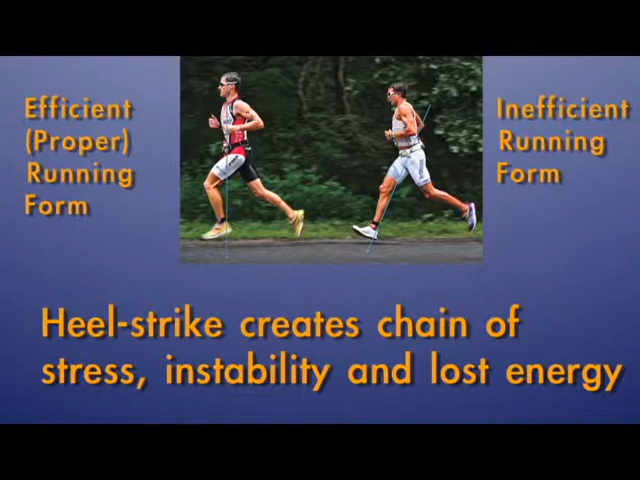 Efficient
(Proper)
Running
Form
Inefficient
Running
Form
Heel-strike creates chain of
stress, instability and lost energy